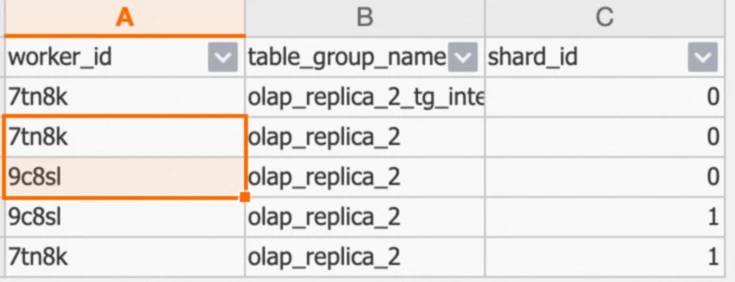 A B C
worker_id table_group_name shard_id
7tn8k olap_replica_2_tg_inte 0
7tn8k olap_replica_2 0
9c8sl olap_replica_2 0
9c8sl olap_replica_2 1
7tn8k olap_replica_2 1